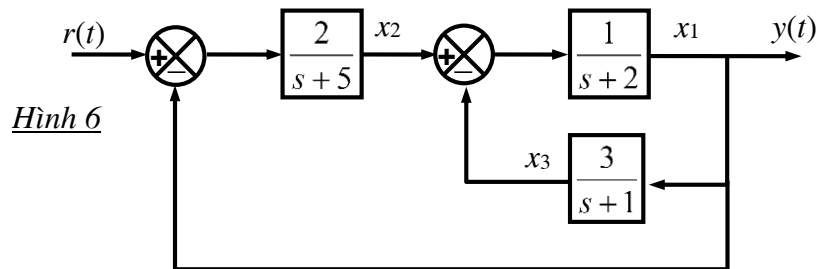 r(t)
+
−
2
s + 5
x2
+
−
1
s + 2
x1
y(t)
Hình 6
x3
3
s + 1